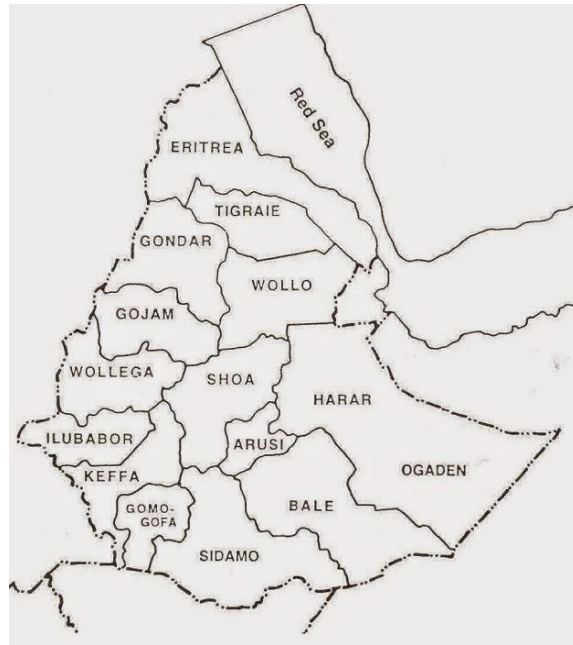 Red Sea
ERITREA
TIGRAIE
GONDAR
WOLLO
GOJAM
WOLLEGA
SHOA
HARAR
ILUBABOR
ARUSI
OGADEN
KEFFA
GOMO-
GOFA
BALE
SIDAMO